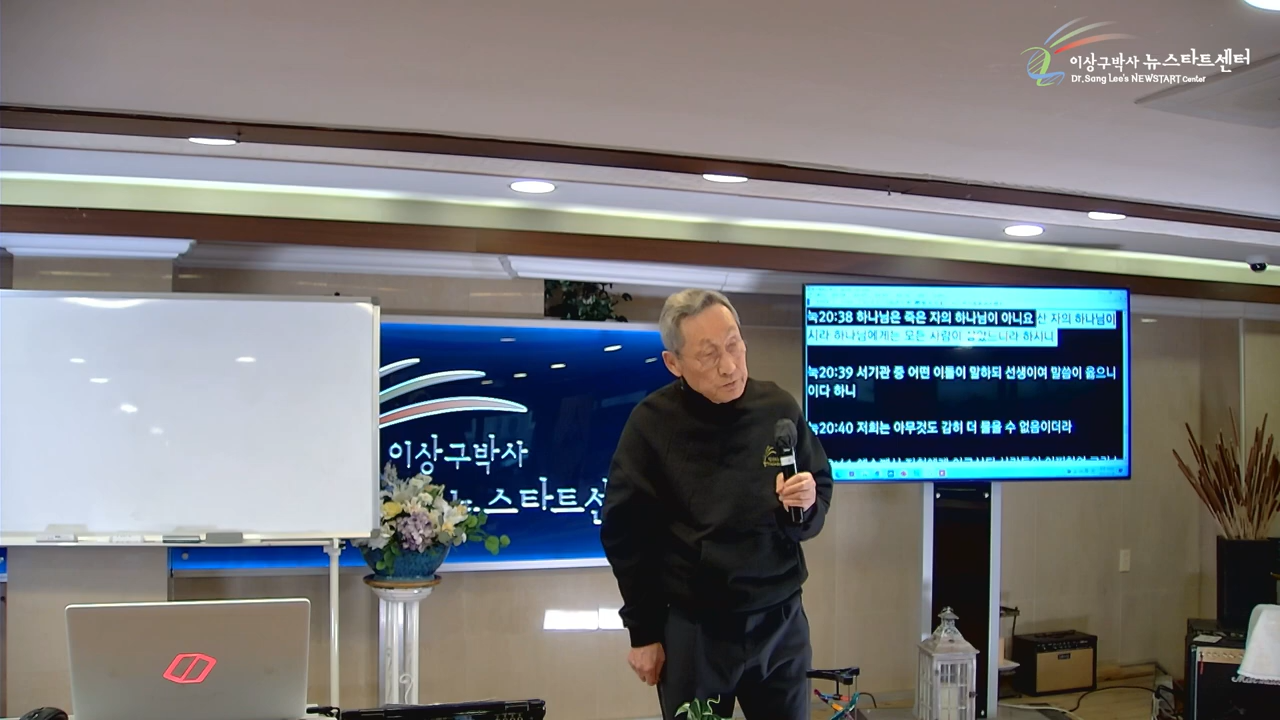 이상구박사 뉴스타트센터
Dr. Sang Lee's NEWSTART Center
눅20:38 하나님은 죽은 자의 하나님이 아니요 산 자의 하나님이
시라 하나님에게는 모든 사람이 살았느니라 하시니
눅20:39 서기관 중 어떤 이들이 말하되 선생이여 말씀이 옳으니
이다 하니
눅20:40 저희는 아무것도 감히 더 물을 수 없음이더라
이상구박사
뉴스타트센